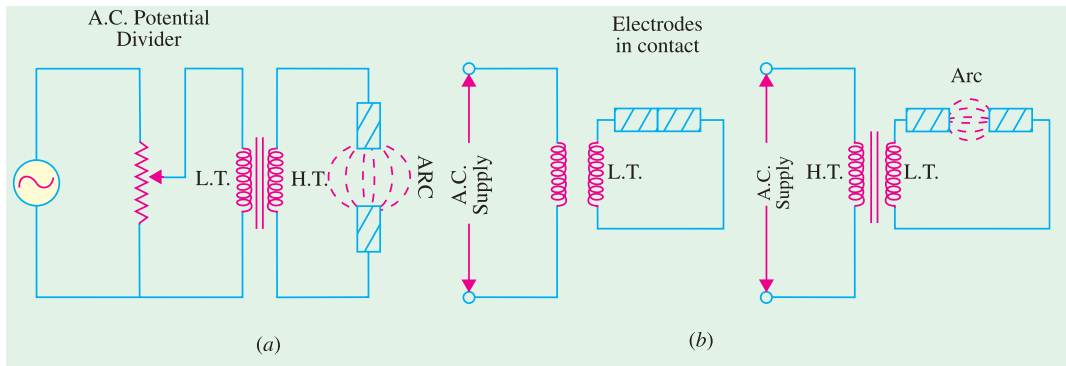 A.C. Potential
Divider
L.T.
H.T.
ARC
(a)
A.C.
Supply
Electrodes
in contact
L.T.
A.C.
Supply
H.T.
L.T.
Arc
(b)